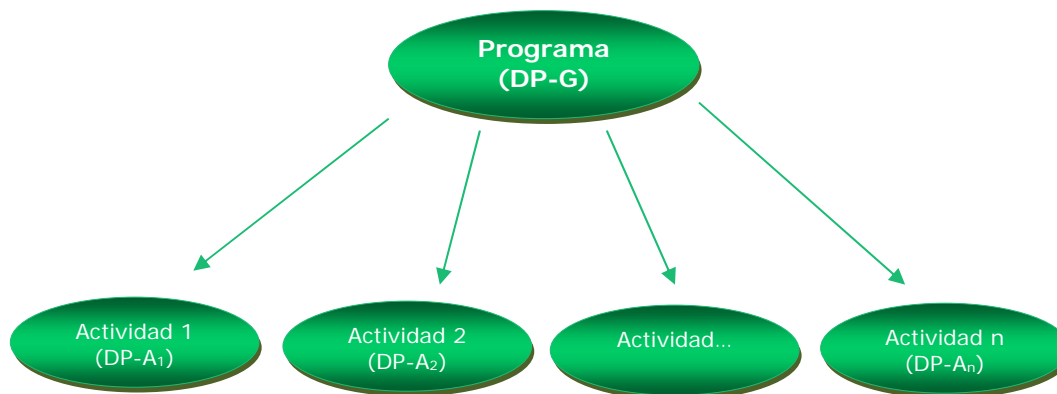 Programa
(DP-G)
Actividad 1
(DP-A₁)
Actividad 2
(DP-A₂)
Actividad…
Actividad n
(DP-Aₙ)